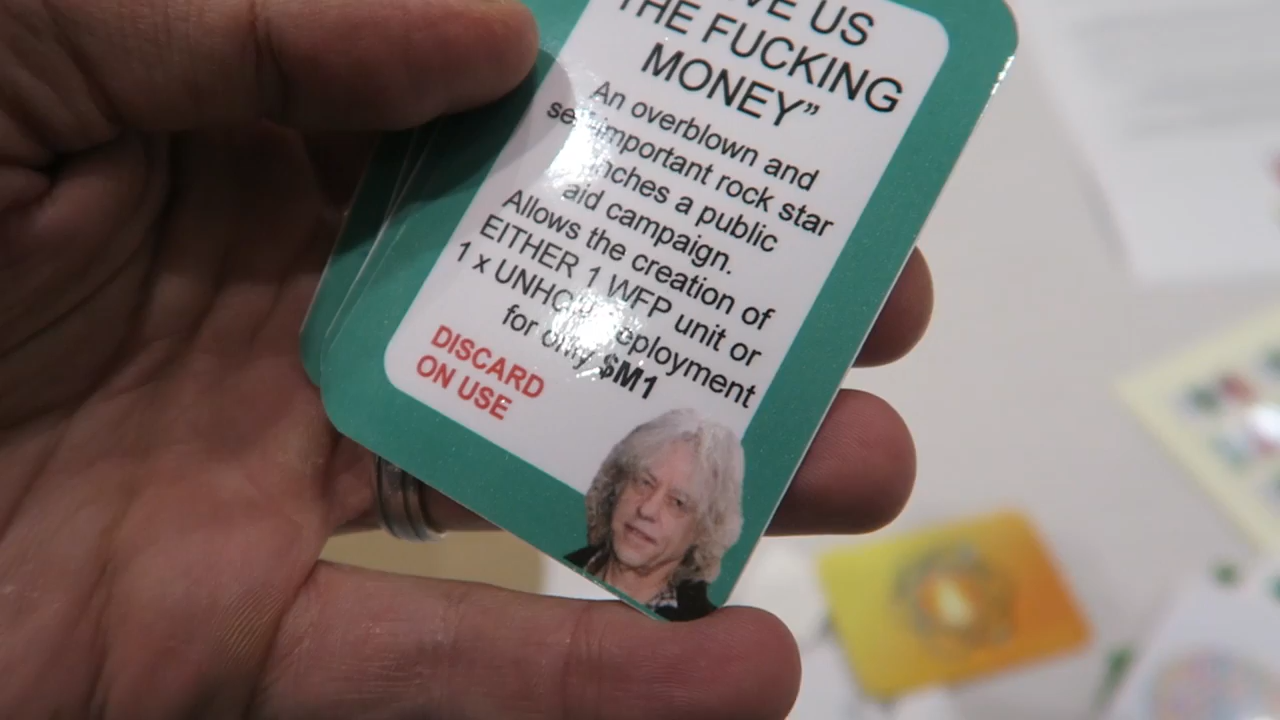 US
THE FUCKING
MONEY”
An overblown and
important rock star
a public
aid campaign.
Allows the creation of
EITHER 1 WFP unit or
1 x deployment
for only $M1
DISCARD
ON USE